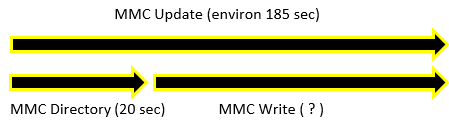 MMC Update (environ 185 sec)
MMC Directory (20 sec) MMC Write ( ? )